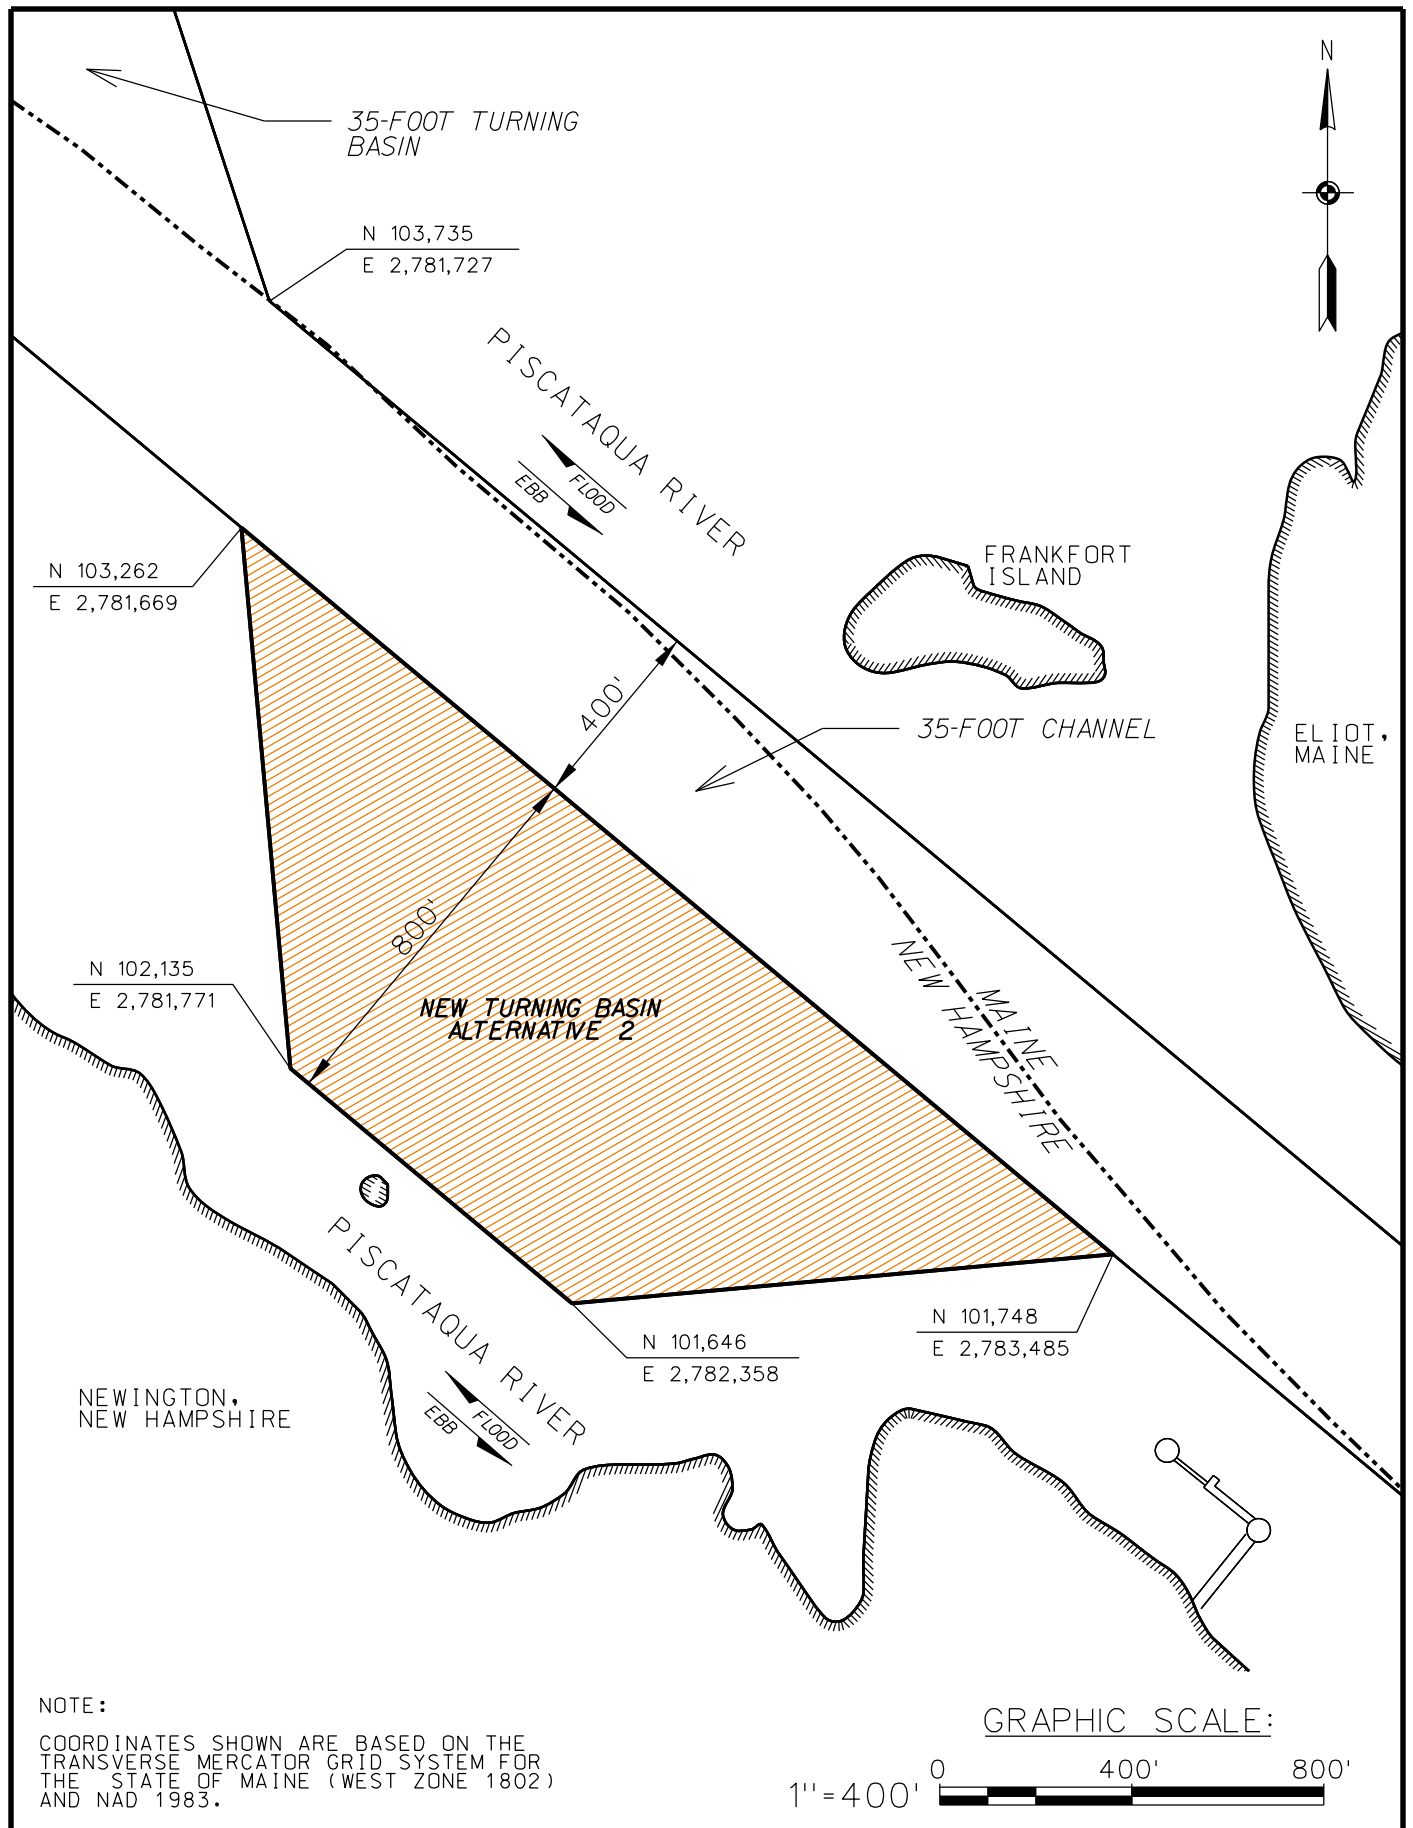 N
35-FOOT TURNING
BASIN
N 103,735
E 2,781,727
PISCATAQUA RIVER
FLOOD
EBB
FRANKFORT
ISLAND
N 103,262
E 2,781,669
400'
35-FOOT CHANNEL
ELIOT,
MAINE
800'
N 102,135
E 2,781,771
NEW TURNING BASIN
ALTERNATIVE 2
MAINE
NEW HAMPSHIRE
PISCATAQUA RIVER
N 101,748
E 2,783,485
N 101,646
E 2,782,358
NEWINGTON,
NEW HAMPSHIRE
FLOOD
EBB
NOTE:
COORDINATES SHOWN ARE BASED ON THE
TRANSVERSE MERCATOR GRID SYSTEM FOR
THE STATE OF MAINE (WEST ZONE 1802)
AND NAD 1983.
GRAPHIC SCALE:
0 400' 800'
1"=400'